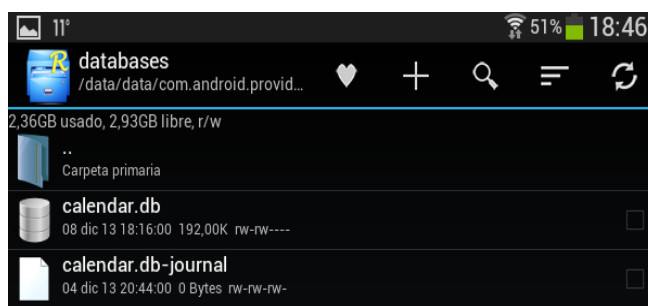 11° 51% 18:46
R databases
/data/data/com.android.provid...
2,36GB usado, 2,93GB libre, r/w
..
Carpeta primaria
calendar.db
08 dic 13 18:16:00 192,00K rw-rw----
calendar.db-journal
04 dic 13 20:44:00 0 Bytes rw-rw-rw-